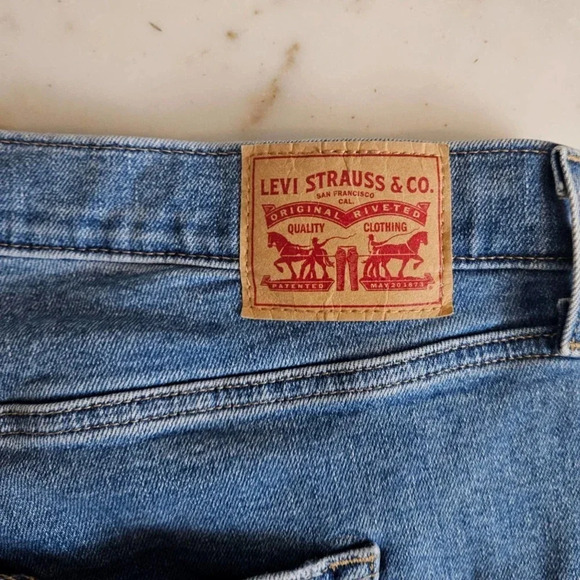 LEVI STRAUSS & CO.
SAN FRANCISCO
CAL.
ORIGINAL RIVETED
QUALITY CLOTHING
PATENTED MAY 20 1873